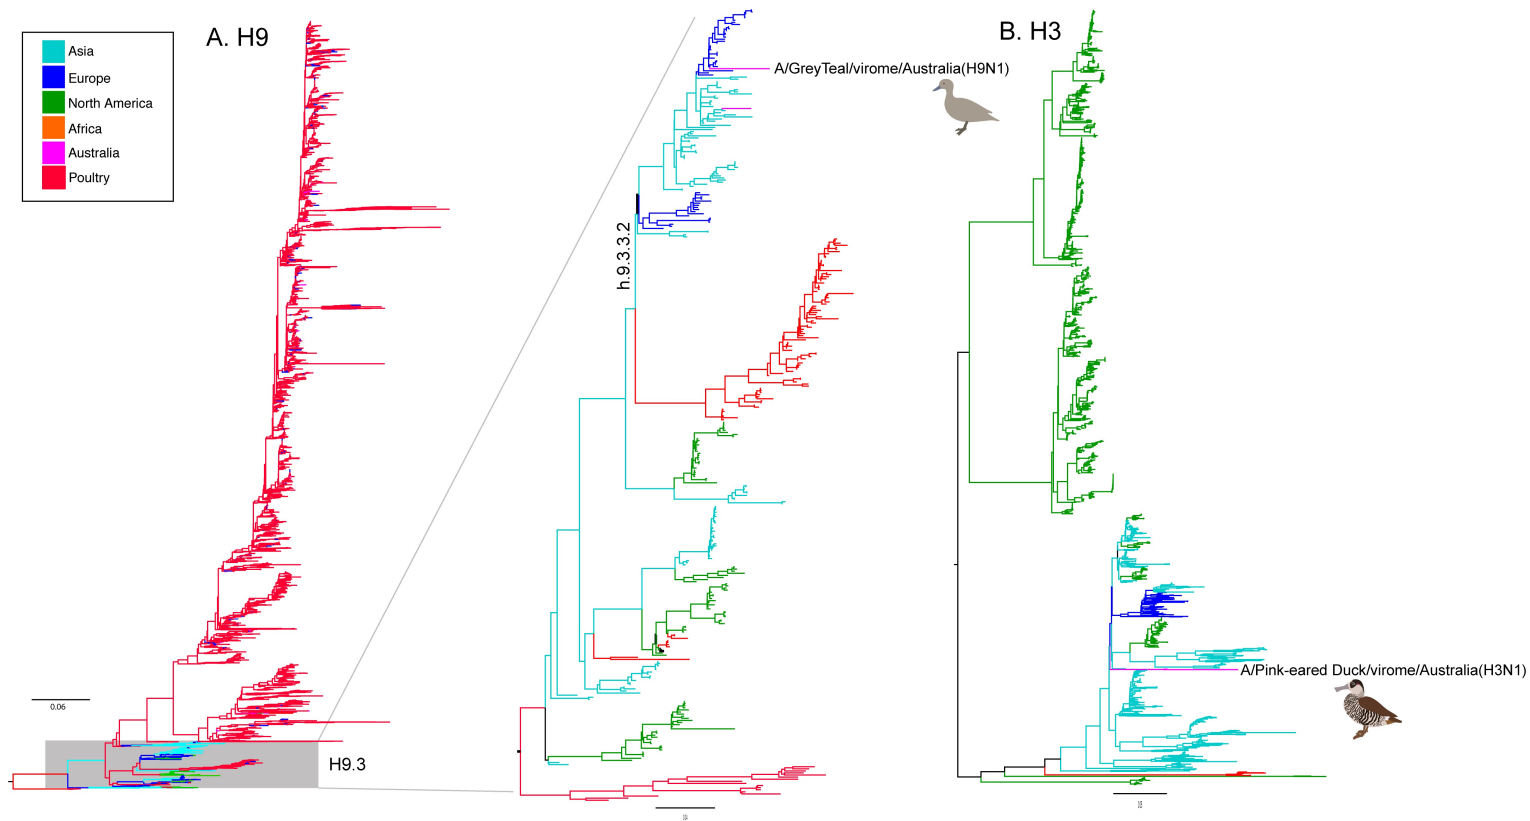 A. H9
Asia
Europe
North America
Africa
Australia
Poultry
0.06
H9.3
h.9.3.3.2
A/GreyTeal/virome/Australia(H9N1)
B. H3
A/Pink-eared Duck/virome/Australia(H3N1)